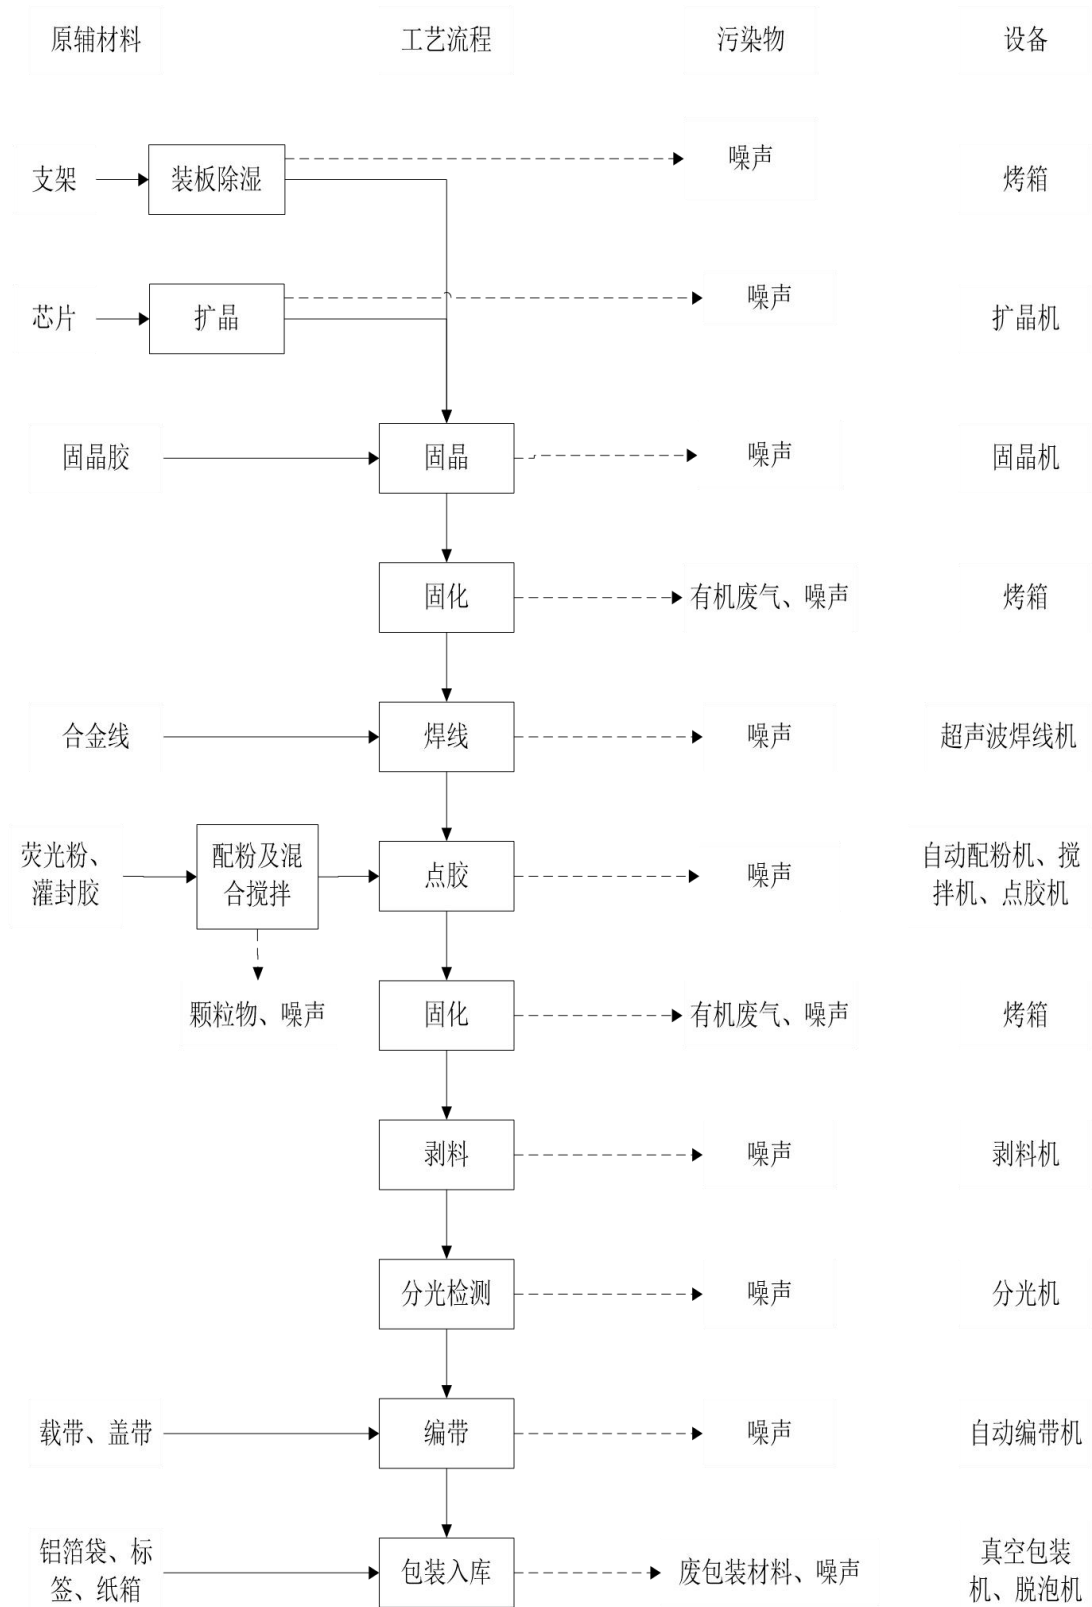 原辅材料
工艺流程
污染物
设备
支架
装板除湿
噪声
烤箱
芯片
扩晶
噪声
扩晶机
固晶胶
固晶
噪声
固晶机
固化
有机废气、噪声
烤箱
合金线
焊线
噪声
超声波焊线机
荧光粉、
灌封胶
配粉及混
合搅拌
点胶
噪声
自动配粉机、搅
拌机、点胶机
颗粒物、噪声
固化
有机废气、噪声
烤箱
剥料
噪声
剥料机
分光检测
噪声
分光机
载带、盖带
编带
噪声
自动编带机
铝箔袋、标
签、纸箱
包装入库
废包装材料、噪声
真空包装
机、脱泡机